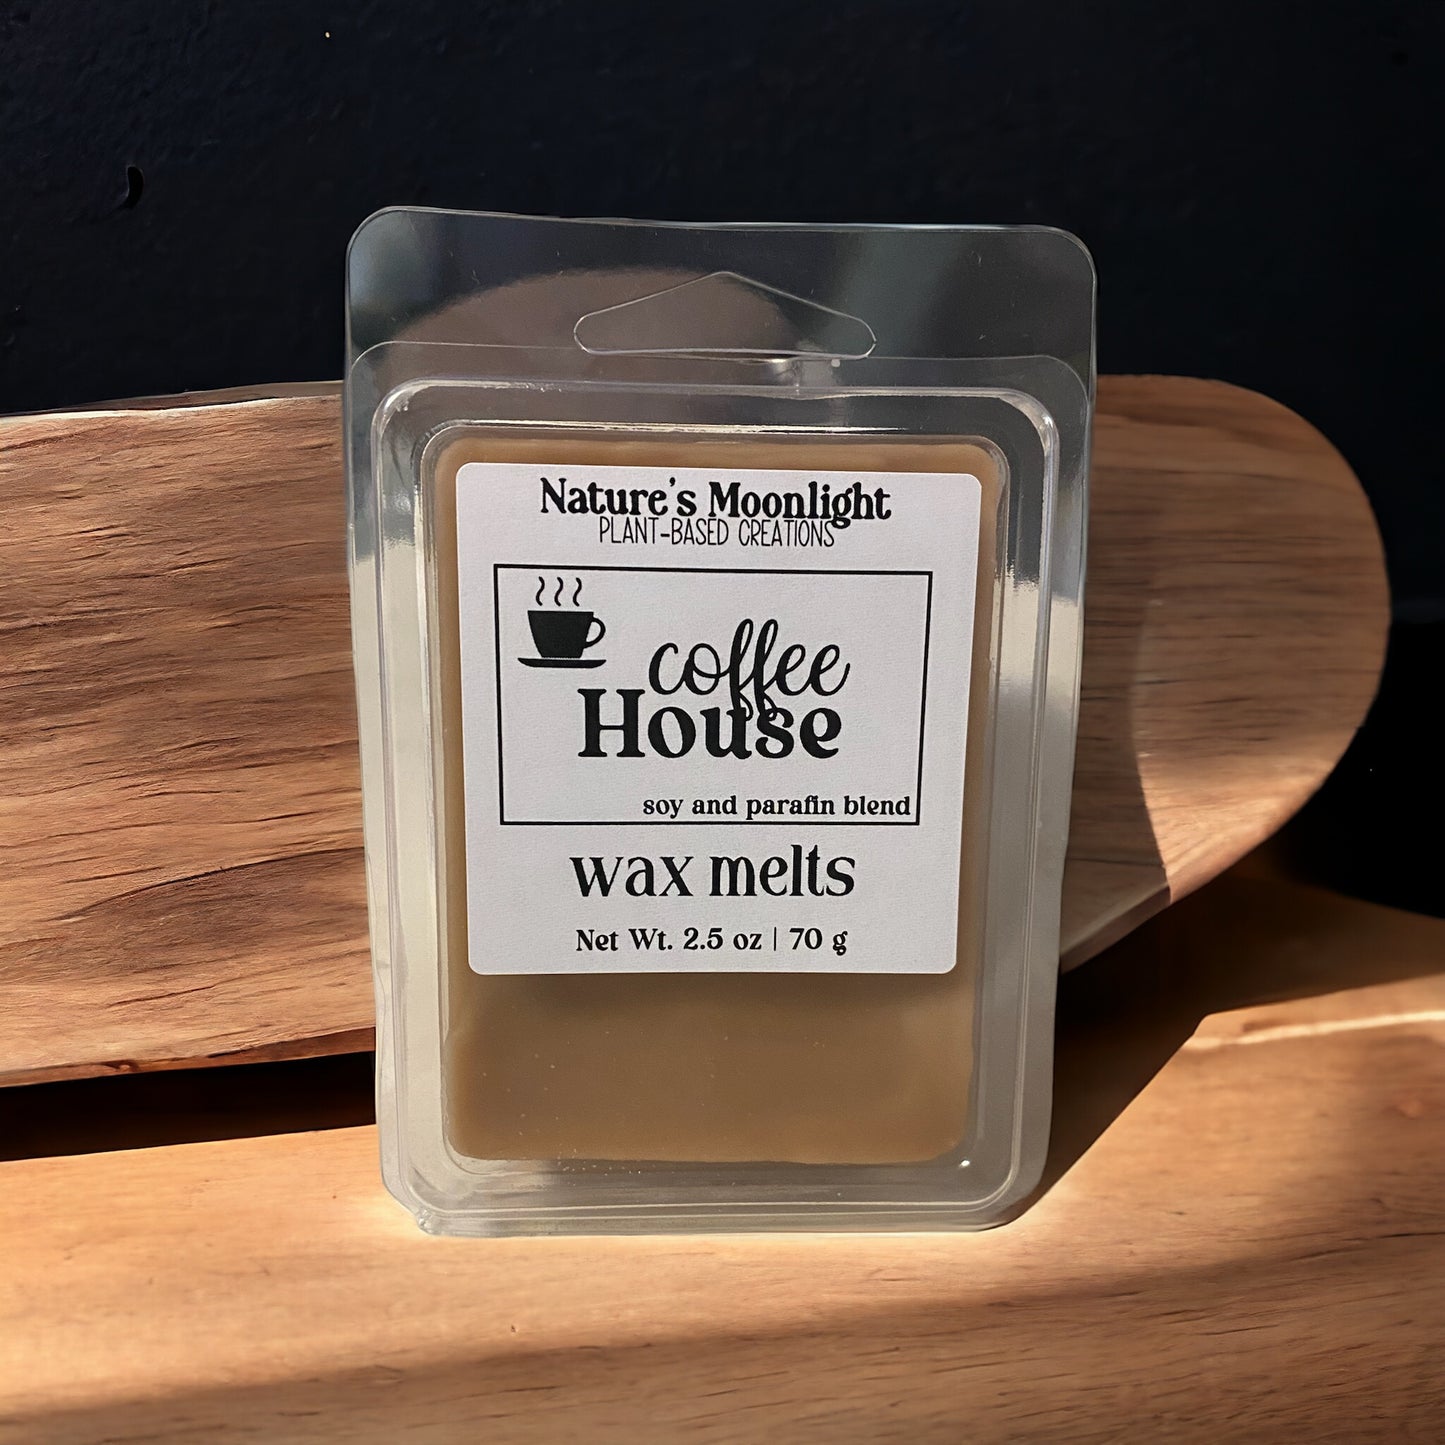 Nature's Moonlight
PLANT-BASED CREATIONS
coffee
House
soy and parafin blend
wax melts
Net Wt. 2.5 oz | 70 g